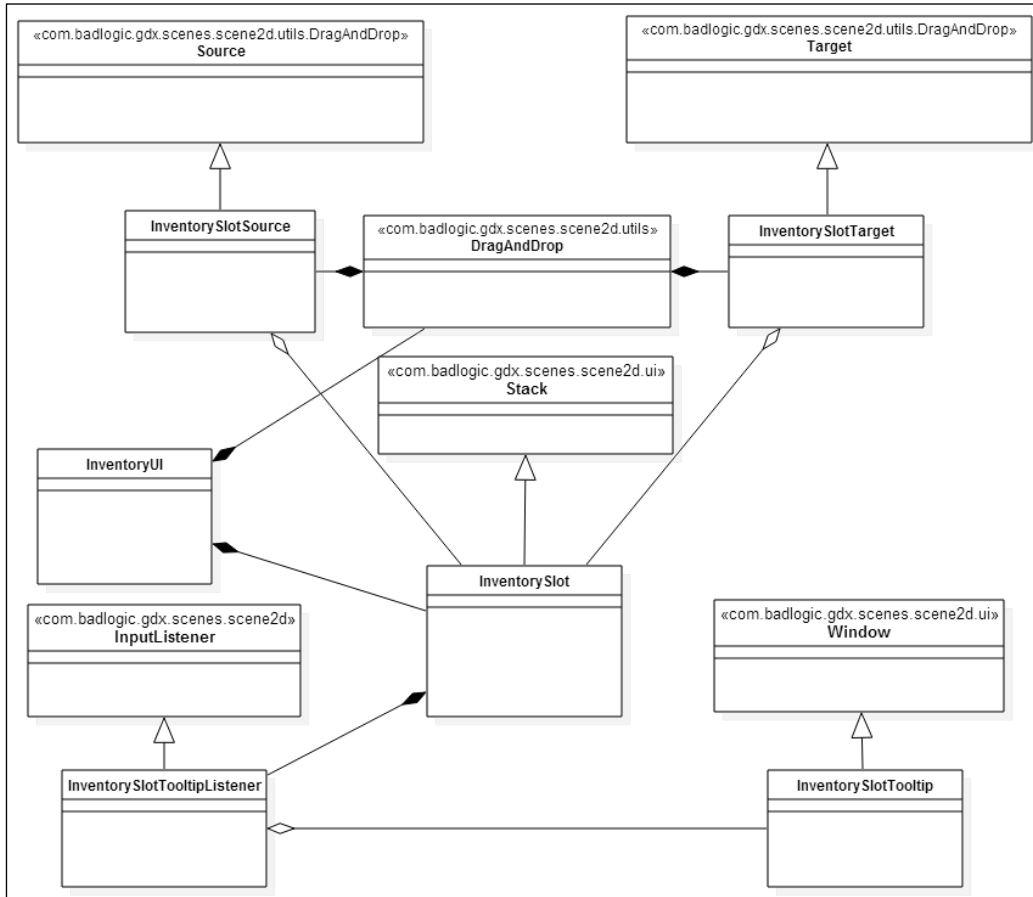 «com.badlogic.gdx.scenes.scene2d.utils.DragAndDrop»
Source
«com.badlogic.gdx.scenes.scene2d.utils.DragAndDrop»
Target
InventorySlotSource
«com.badlogic.gdx.scenes.scene2d.utils»
DragAndDrop
InventorySlotTarget
«com.badlogic.gdx.scenes.scene2d.ui»
Stack
InventoryUI
InventorySlot
«com.badlogic.gdx.scenes.scene2d»
InputListener
«com.badlogic.gdx.scenes.scene2d.ui»
Window
InventorySlotTooltipListener
InventorySlotTooltip